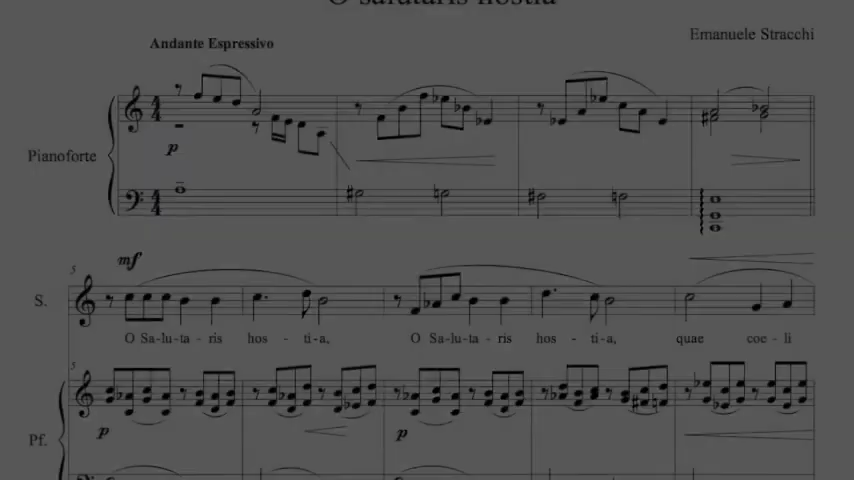 O salutaris hostia
Emanuele Stracchi
Andante Espressivo
Pianoforte
p
mf
5
S.
O Sa-lu-ta-ris hos-ti-a, O Sa-lu-ta-ris hos-ti-a, quae coe-li
5
Pf.
p p